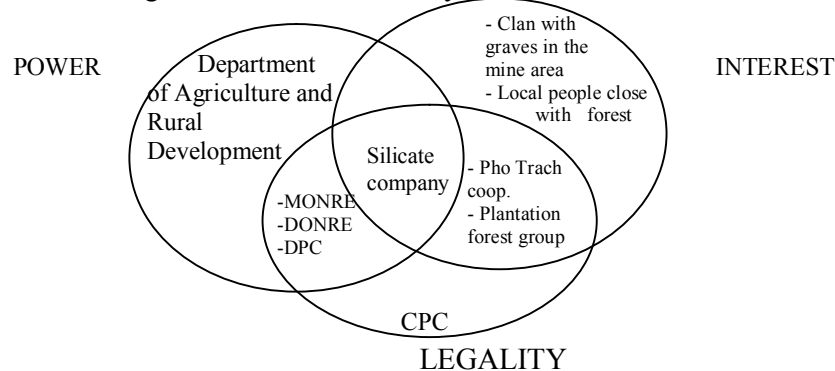 POWER
INTEREST
Department
of Agriculture and
Rural
Development
- Clan with
graves in the
mine area
- Local people close
with forest
Silicate
company
-MONRE
-DONRE
-DPC
- Pho Trach
coop.
- Plantation
forest group
CPC
LEGALITY